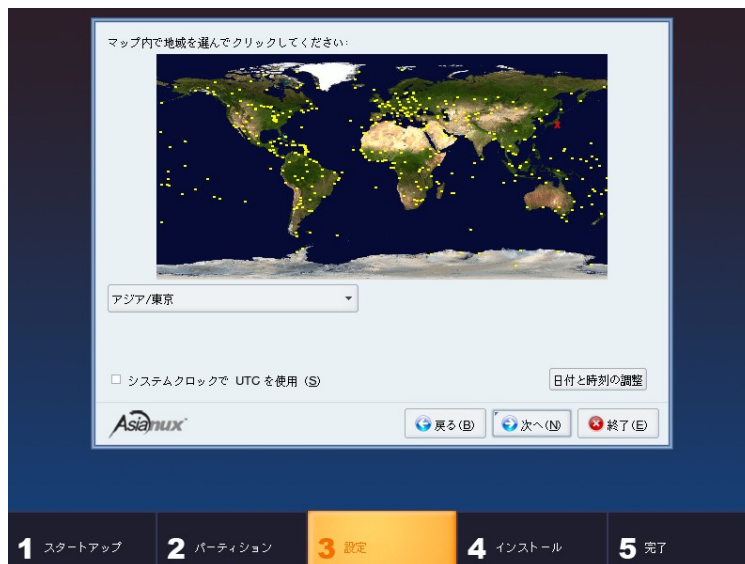 マップ内で地域を選んでクリックしてください:
アジア/東京
システムクロックで UTC を使用 (S)
日付と時刻の調整
Asianux
戻る(B)
次へ(N)
終了(E)
1 スタートアップ
2 パーティション
3 設定
4 インストール
5 完了